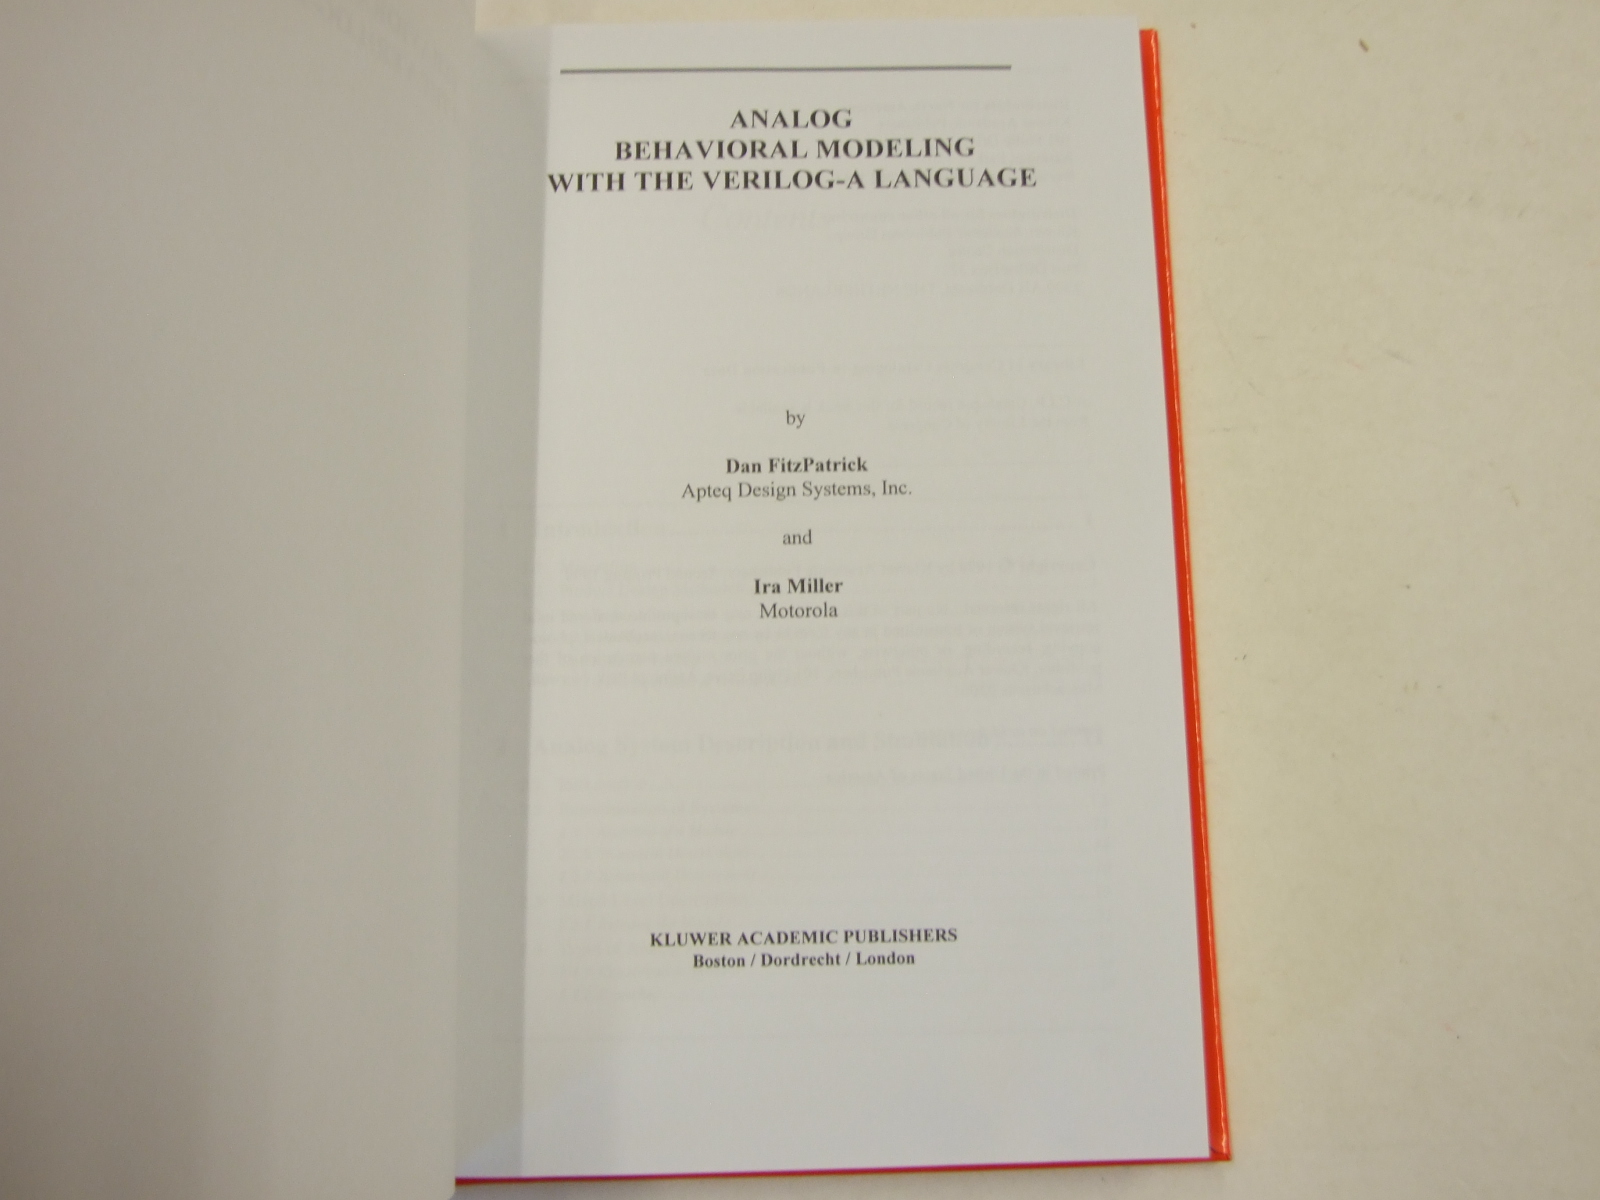 ANALOG
BEHAVIORAL MODELING
WITH THE VERILOG-A LANGUAGE
by
Dan FitzPatrick
Apteq Design Systems, Inc.
and
Ira Miller
Motorola
KLUWER ACADEMIC PUBLISHERS
Boston / Dordrecht / London